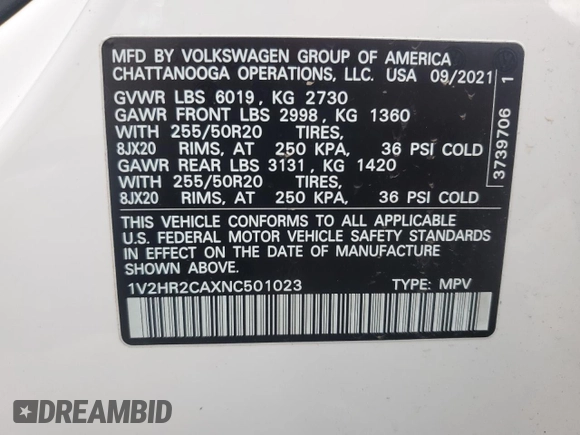 MFD BY VOLKSWAGEN GROUP OF AMERICA
CHATTANOOGA OPERATIONS, LLC. USA 09/2021
GVWR LBS 6019, KG 2730
GAWR FRONT LBS 2998, KG 1360
WITH 255/50R20 TIRES,
8JX20 RIMS, AT 250 KPA, 36 PSI COLD
GAWR REAR LBS 3131, KG 1420
WITH 255/50R20 TIRES,
8JX20 RIMS, AT 250 KPA, 36 PSI COLD
THIS VEHICLE CONFORMS TO ALL APPLICABLE
U.S. FEDERAL MOTOR VEHICLE SAFETY STANDARDS
IN EFFECT ON THE DATE OF MANUFACTURE
SHOWN ABOVE
1V2HR2CAXNC501023 TYPE: MPV
3739706 1
DREAMBID